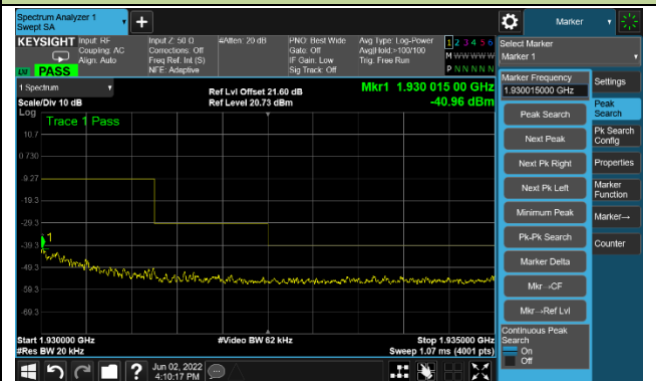 Spectrum Analyzer 1
Swept SA
+
Marker
KEYSIGHT Input: RF
Coupling: AC
Align: Auto
Input Z: 50 Ω
Corrections: Off
Freq Ref: Int (S)
NFE: Adaptive
#Atten: 20 dB
PNO: Best Wide
Gate: Off
IF Gain: Low
Sig Track: Off
Avg Type: Log-Power
Avg|Hold:>100/100
Trig: Free Run
1 2 3 4 5 6
M W W W W W
P N N N N N
LVI PASS
1 Spectrum
Scale/Div 10 dB
Ref Lvl Offset 21.60 dB
Ref Level 20.73 dBm
Mkr1 1.930 015 00 GHz
-40.96 dBm
Log
Trace 1 Pass
10.7
0.730
-9.27
-19.3
-29.3
-39.3
-49.3
-59.3
-69.3
1
Start 1.930000 GHz
#Res BW 20 kHz
#Video BW 62 kHz
Stop 1.935000 GHz
Sweep 1.07 ms (4001 pts)
Select Marker
Marker 1
Marker Frequency
1.930015000 GHz
Peak Search
Next Peak
Next Pk Right
Next Pk Left
Minimum Peak
Pk-Pk Search
Marker Delta
Mkr→CF
Mkr→Ref Lvl
Continuous Peak
Search
On
Off
Settings
Peak
Search
Pk Search
Config
Properties
Marker
Function
Marker→
Counter
?
Jun 02, 2022
4:10:17 PM